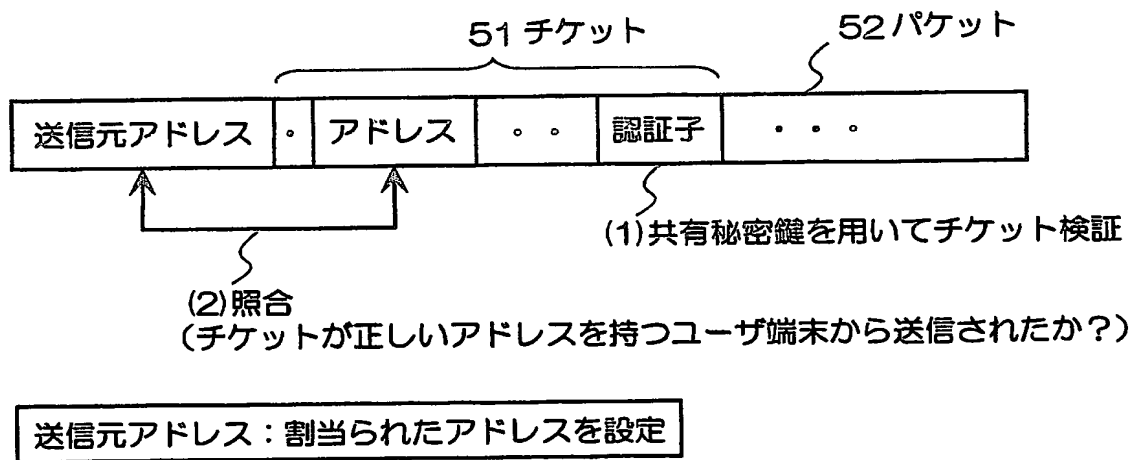 51 チケット
52 パケット
送信元アドレス 。 アドレス 。 。 認証子 ・ ・ 。
(1)共有秘密鍵を用いてチケット検証
(2)照合
(チケットが正しいアドレスを持つユーザ端末から送信されたか？)
送信元アドレス：割当られたアドレスを設定